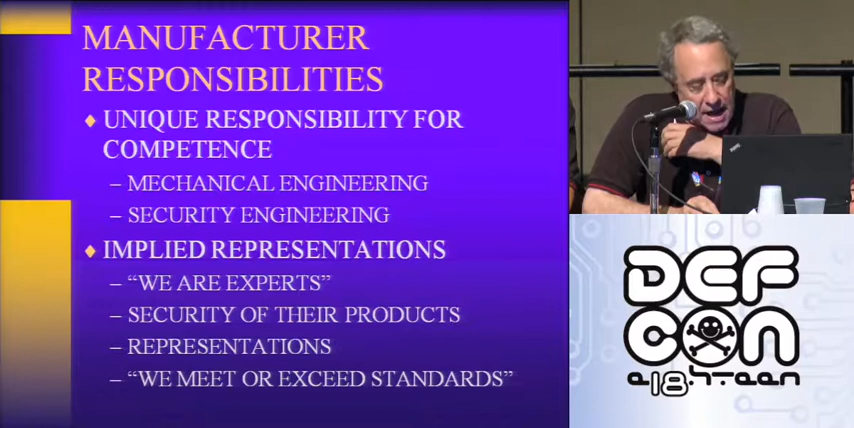 MANUFACTURER
RESPONSIBILITIES
UNIQUE RESPONSIBILITY FOR
COMPETENCE
– MECHANICAL ENGINEERING
– SECURITY ENGINEERING
IMPLIED REPRESENTATIONS
– “WE ARE EXPERTS”
– SECURITY OF THEIR PRODUCTS
– REPRESENTATIONS
– “WE MEET OR EXCEED STANDARDS”
DEF
CON
e18hteen